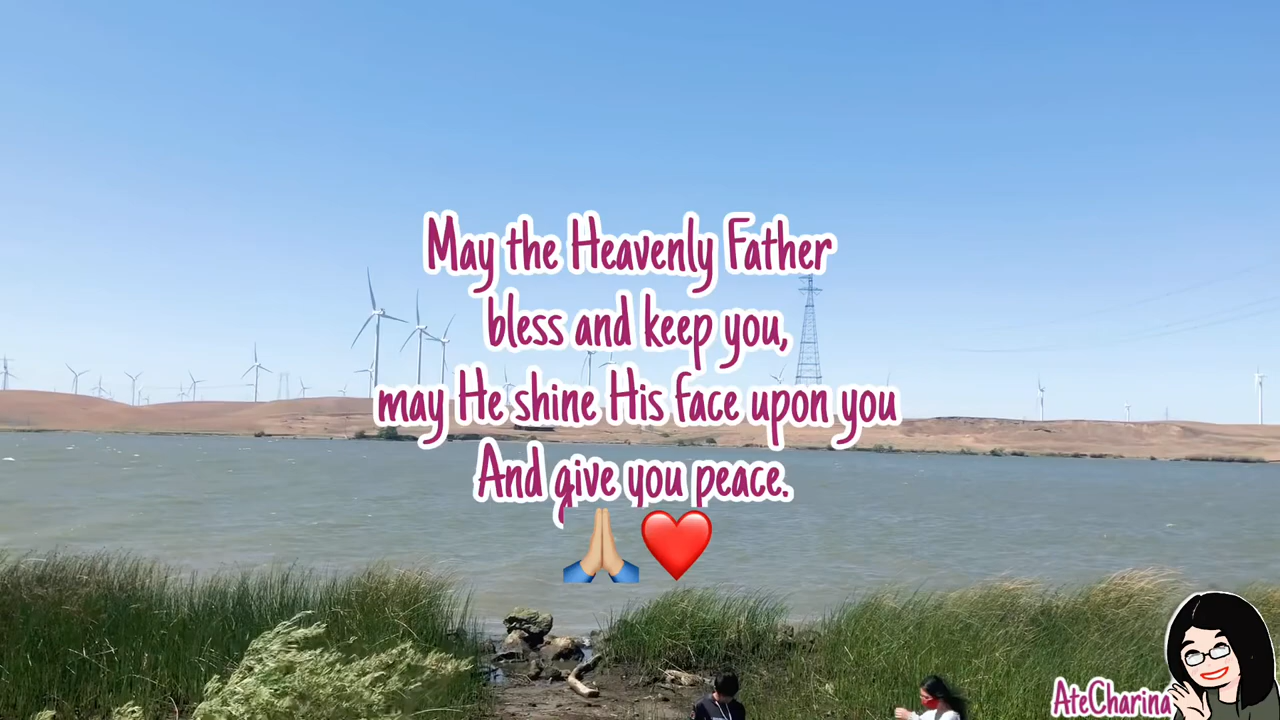 May the Heavenly Father
bless and keep you,
may He shine His face upon you
And give you peace.
🙏🏼❤️
AteCharina